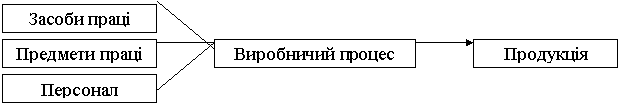 Засоби праці
Предмети праці
Виробничий процес
Продукція
Персонал